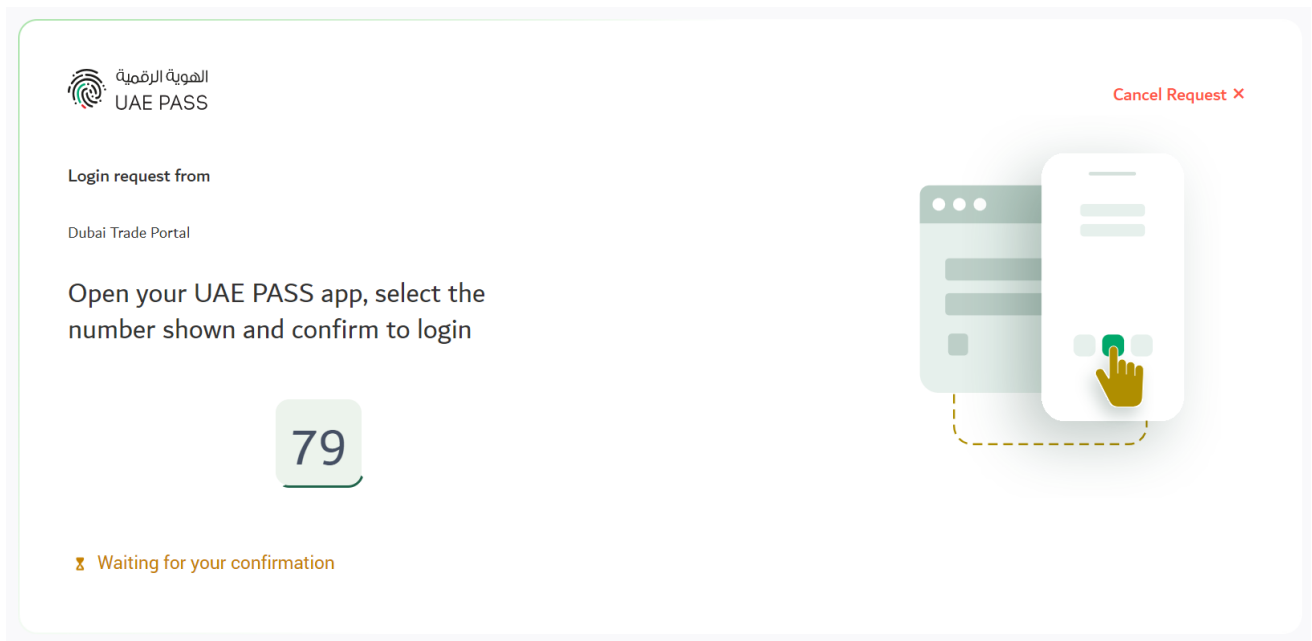 الهوية الرقمية
UAE PASS
Cancel Request ✕
Login request from
Dubai Trade Portal
Open your UAE PASS app, select the
number shown and confirm to login
79
Waiting for your confirmation